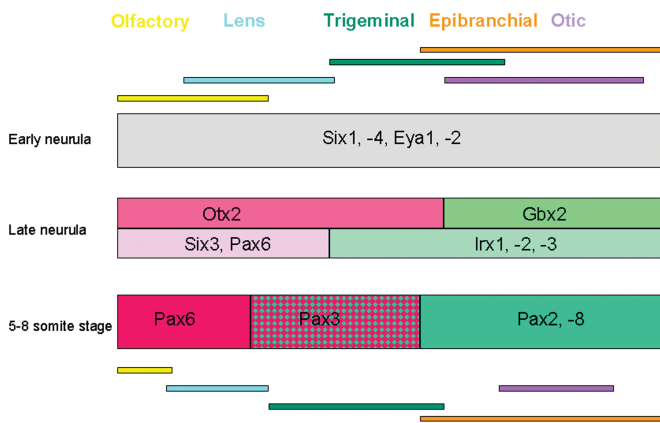 Olfactory Lens Trigeminal Epibranchial Otic
Early neurula
Six1, -4, Eya1, -2
Late neurula
Otx2 Gbx2
Six3, Pax6 Irx1, -2, -3
5-8 somite stage
Pax6 Pax3 Pax2, -8